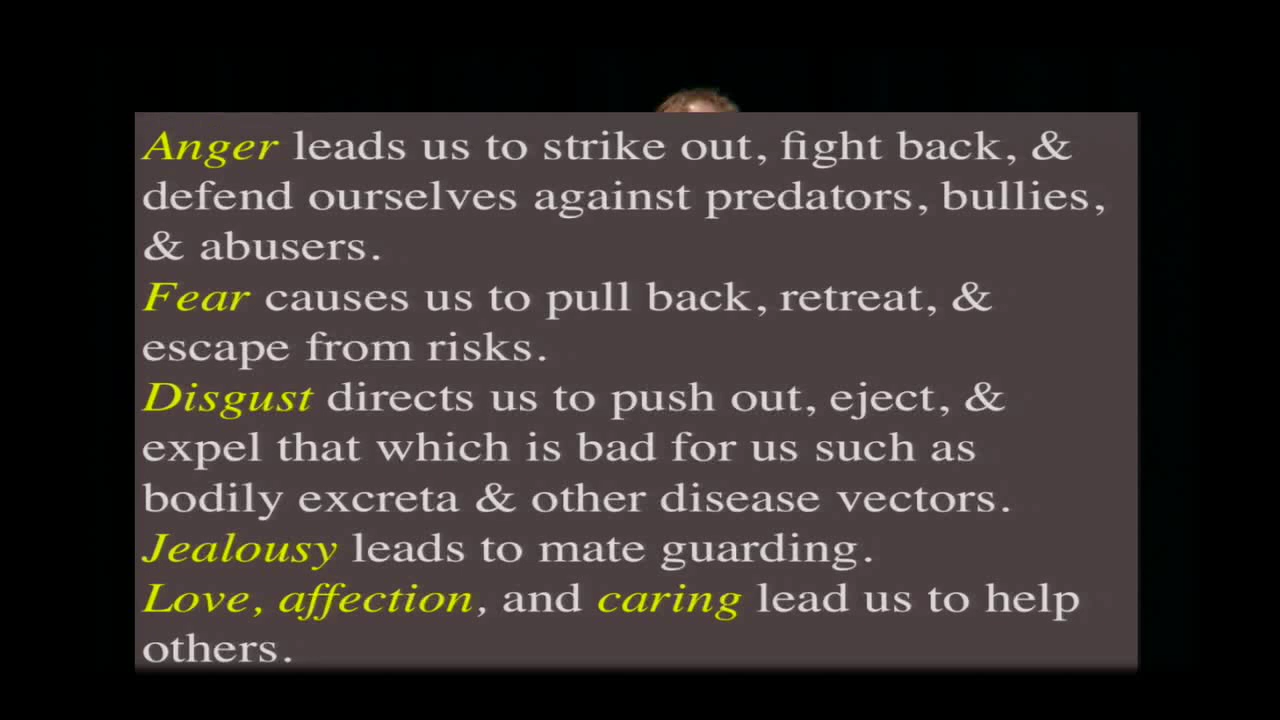 Anger leads us to strike out, fight back, &
defend ourselves against predators, bullies,
& abusers.
Fear causes us to pull back, retreat, &
escape from risks.
Disgust directs us to push out, eject, &
expel that which is bad for us such as
bodily excreta & other disease vectors.
Jealousy leads to mate guarding.
Love, affection, and caring lead us to help
others.